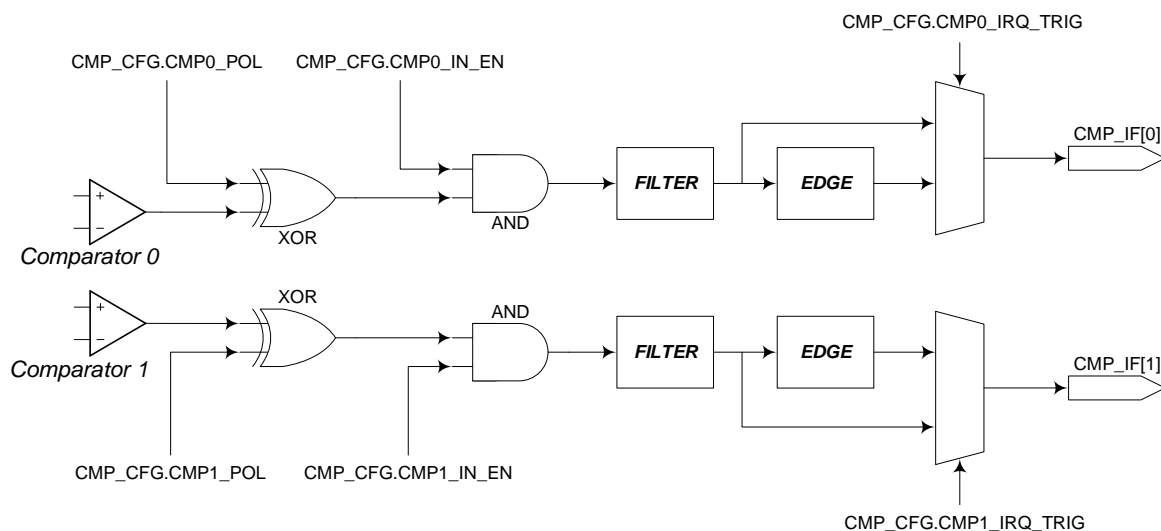 CMP_CFG.CMP0_IRQ_TRIG
CMP_CFG.CMP0_POL
CMP_CFG.CMP0_IN_EN
CMP_IF[0]
FILTER
EDGE
+
−
AND
XOR
Comparator 0
XOR
AND
+
−
FILTER
EDGE
Comparator 1
CMP_IF[1]
CMP_CFG.CMP1_POL
CMP_CFG.CMP1_IN_EN
CMP_CFG.CMP1_IRQ_TRIG